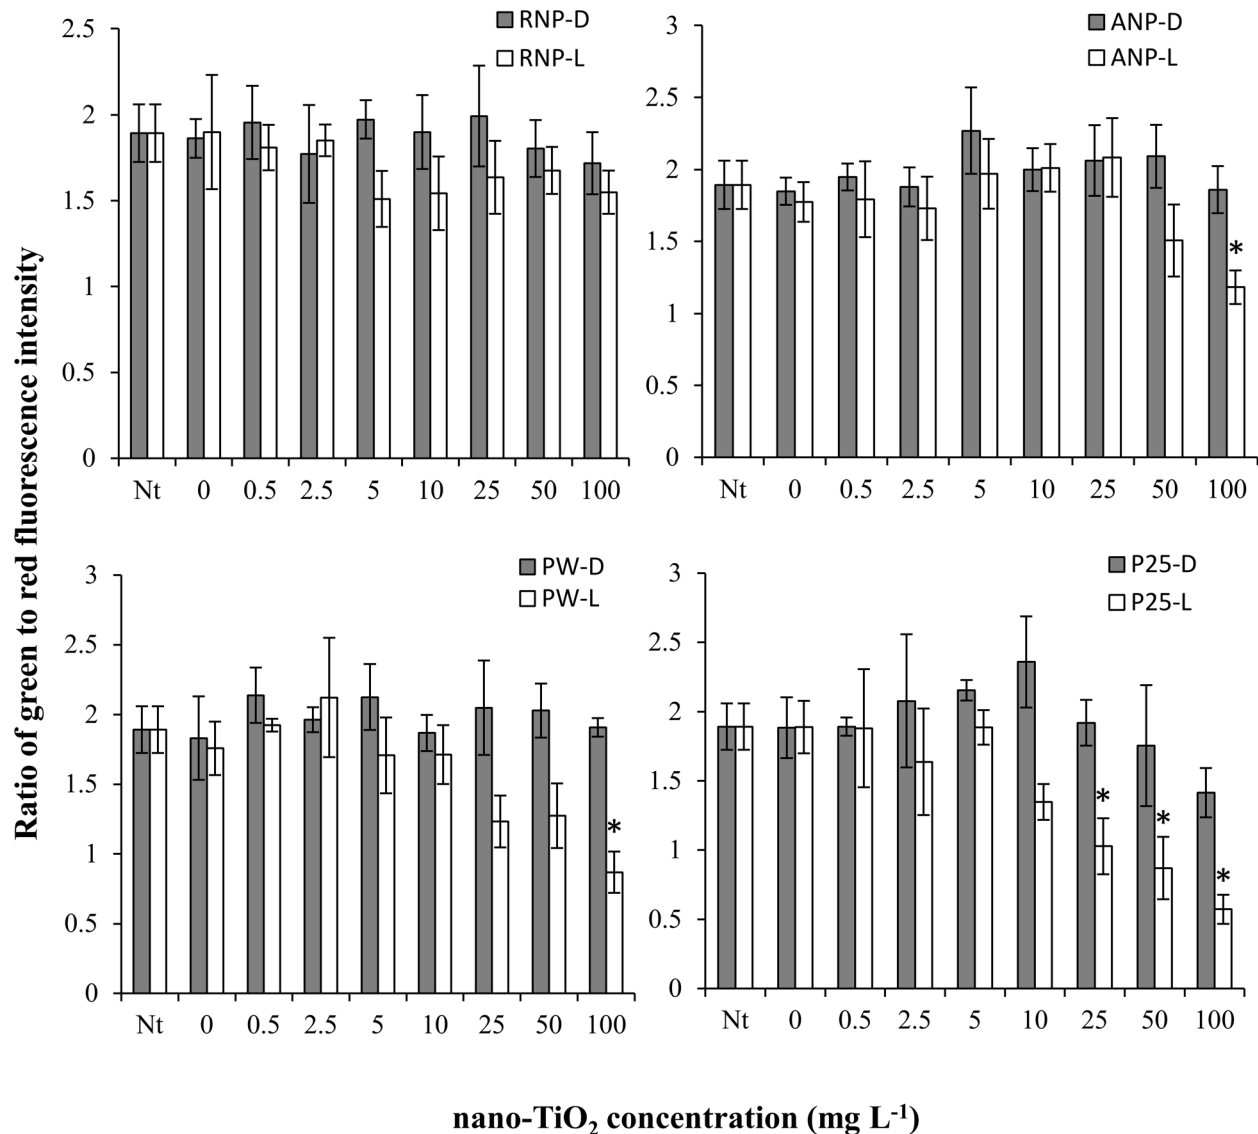 Ratio of green to red fluorescence intensity
RNP-D
RNP-L
2.5
2
1.5
1
0.5
0
Nt 0 0.5 2.5 5 10 25 50 100
ANP-D
ANP-L
3
2.5
2
1.5
1
0.5
0
*
Nt 0 0.5 2.5 5 10 25 50 100
PW-D
PW-L
3
2.5
2
1.5
1
0.5
0
*
Nt 0 0.5 2.5 5 10 25 50 100
P25-D
P25-L
3
2.5
2
1.5
1
0.5
0
* * *
Nt 0 0.5 2.5 5 10 25 50 100
nano-TiO₂ concentration (mg L⁻¹)